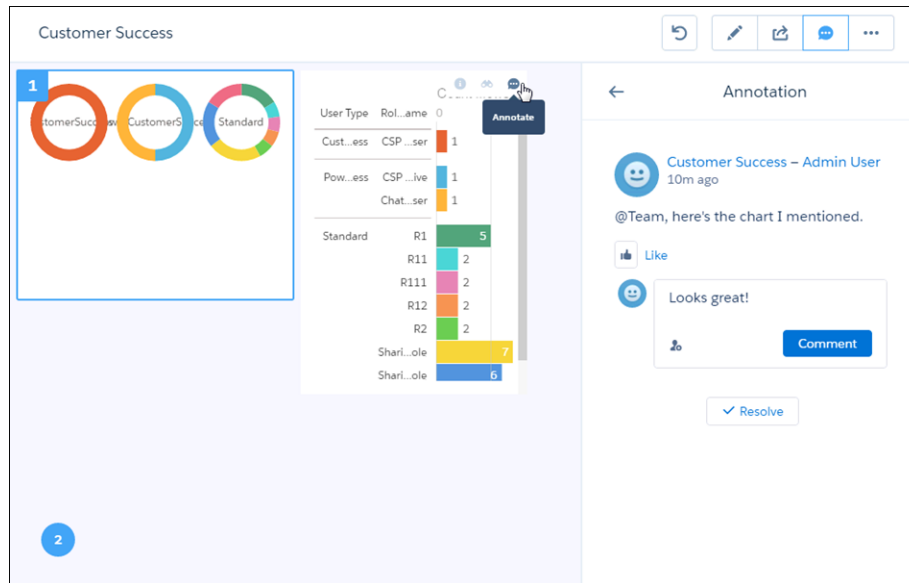 Customer Success
1
CustomerS
Standard
Annotate
User Type Rol...ame 0
Cust...ess CSP ...ser 1
Pow...ess CSP ...ive 1
Chat...ser 1
Standard R1 5
R11 2
R111 2
R12 2
R2 2
Shari...ole 7
Shari...ole 6
2
Annotation
Customer Success – Admin User
10m ago
@Team, here's the chart I mentioned.
Like
Looks great!
Comment
Resolve